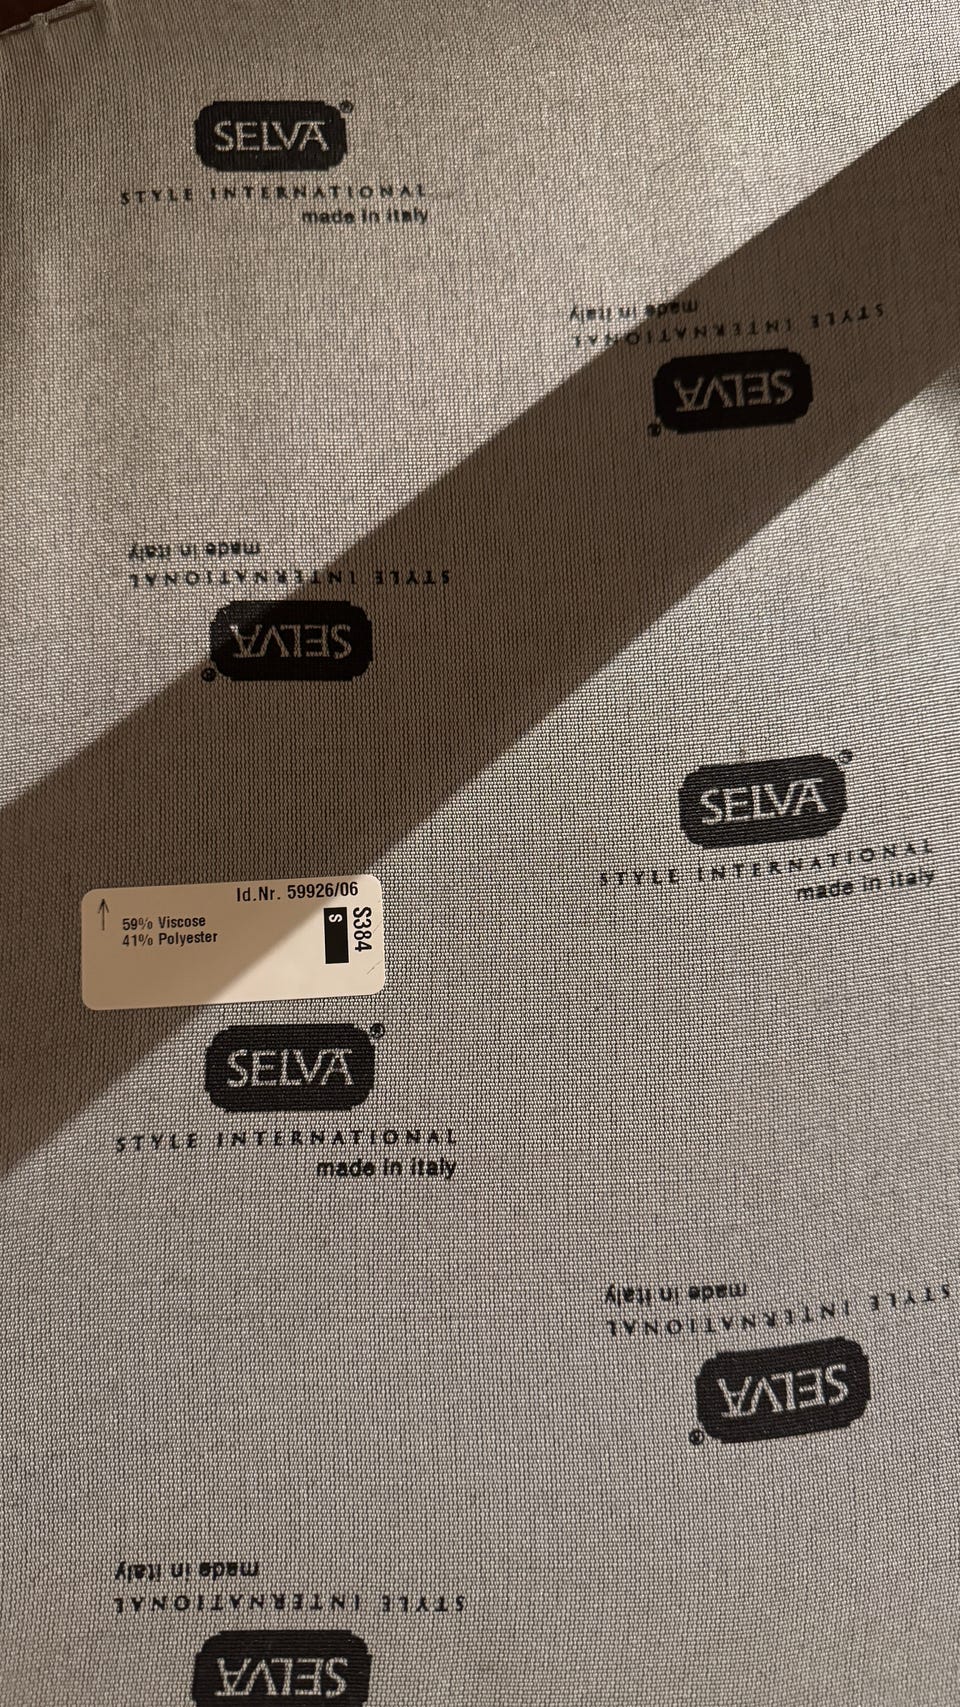 SELVA®
STYLE INTERNATIONAL
made in italy
made in italy
STYLE INTERNATIONAL
SELVA®
made in italy
STYLE INTERNATIONAL
SELVA®
SELVA®
STYLE INTERNATIONAL
made in italy
Id.Nr. 59926/06
59% Viscose
41% Polyester
S384
S
SELVA®
STYLE INTERNATIONAL
made in italy
made in italy
STYLE INTERNATIONAL
SELVA®
made in italy
STYLE INTERNATIONAL
SELVA